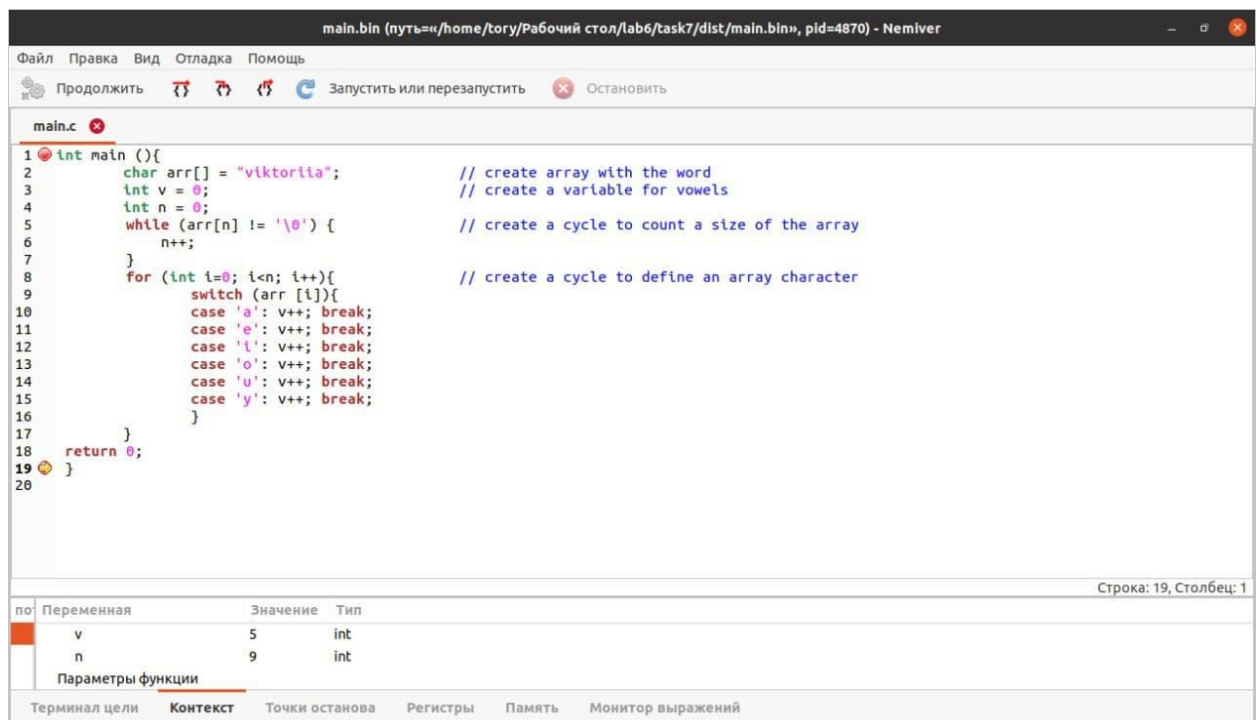 main.bin (путь=«/home/tory/Рабочий стол/lab6/task7/dist/main.bin», pid=4870) - Nemiver
Файл Правка Вид Отладка Помощь
Продолжить Запустить или перезапустить Остановить
main.c
1 int main (){
2 char arr[] = "viktoriia"; // create array with the word
3 int v = 0; // create a variable for vowels
4 int n = 0;
5 while (arr[n] != '\0') { // create a cycle to count a size of the array
6 n++;
7 }
8 for (int i=0; i<n; i++){ // create a cycle to define an array character
9 switch (arr [i]){
10 case 'a': v++; break;
11 case 'e': v++; break;
12 case 'i': v++; break;
13 case 'o': v++; break;
14 case 'u': v++; break;
15 case 'y': v++; break;
16 }
17 }
18 return 0;
19 }
20
Строка: 19, Столбец: 1
пот Переменная Значение Тип
v 5 int
n 9 int
Параметры функции
Терминал цели Контекст Точки останова Регистры Память Монитор выражений